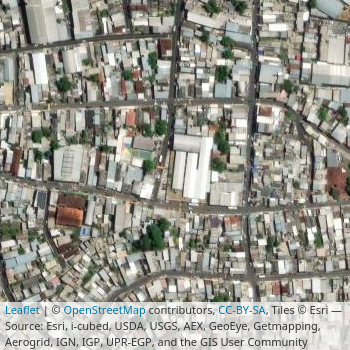 Leaflet | © OpenStreetMap contributors, CC-BY-SA, Tiles © Esri —
Source: Esri, i-cubed, USDA, USGS, AEX, GeoEye, Getmapping,
Aerogrid, IGN, IGP, UPR-EGP, and the GIS User Community